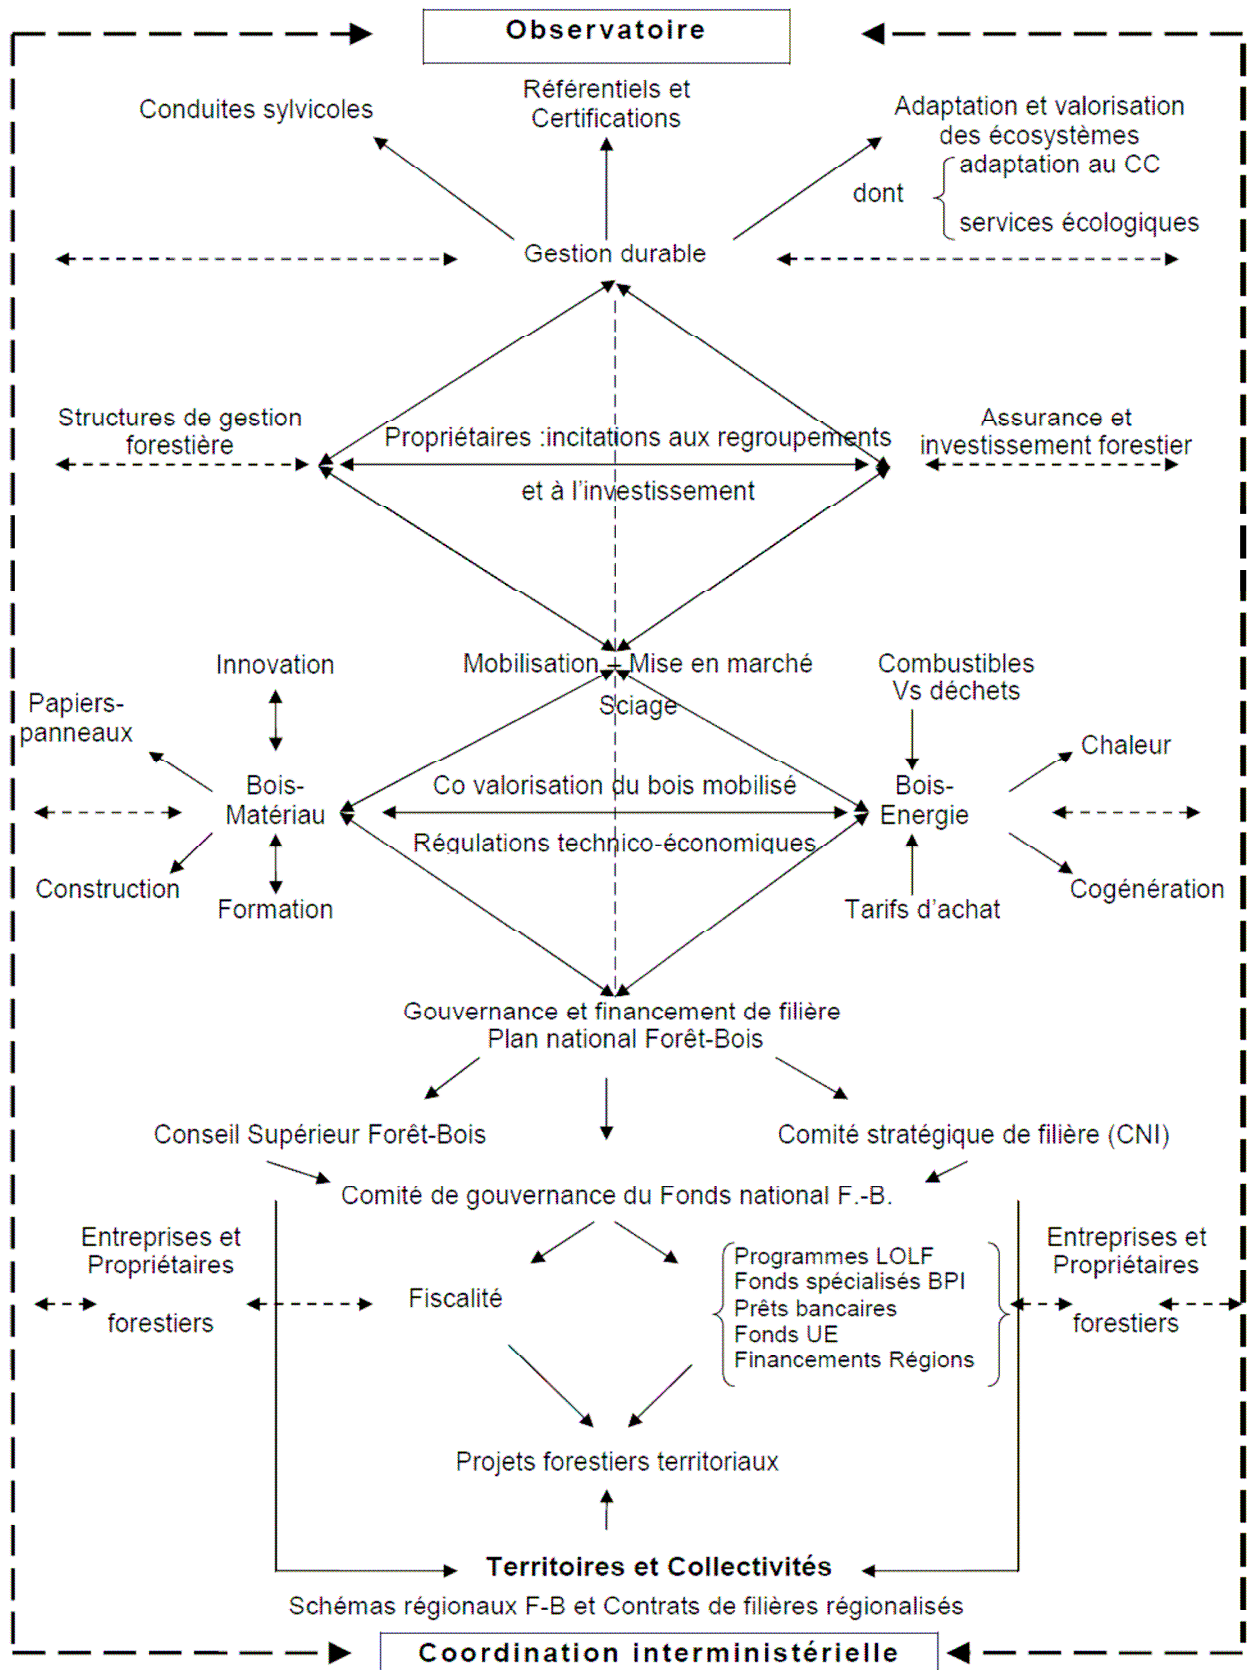 Observatoire
Référentiels et
Certifications
Conduites sylvicoles
Adaptation et valorisation
des écosystèmes
adaptation au CC
dont
services écologiques
Gestion durable
Structures de gestion
forestière
Propriétaires :incitations aux regroupements
et à l'investissement
Assurance et
investissement forestier
Innovation
Mobilisation + Mise en marché
Sciage
Combustibles
Vs déchets
Papiers-
panneaux
Chaleur
Bois-
Matériau
Co valorisation du bois mobilisé
Régulations technico-économiques
Bois-
Energie
Construction
Formation
Tarifs d'achat
Cogénération
Gouvernance et financement de filière
Plan national Forêt-Bois
Conseil Supérieur Forêt-Bois
Comité stratégique de filière (CNI)
Comité de gouvernance du Fonds national F.-B.
Entreprises et
Propriétaires
forestiers
Fiscalité
Programmes LOLF
Fonds spécialisés BPI
Prêts bancaires
Fonds UE
Financements Régions
Entreprises et
Propriétaires
forestiers
Projets forestiers territoriaux
Territoires et Collectivités
Schémas régionaux F-B et Contrats de filières régionalisés
Coordination interministérielle